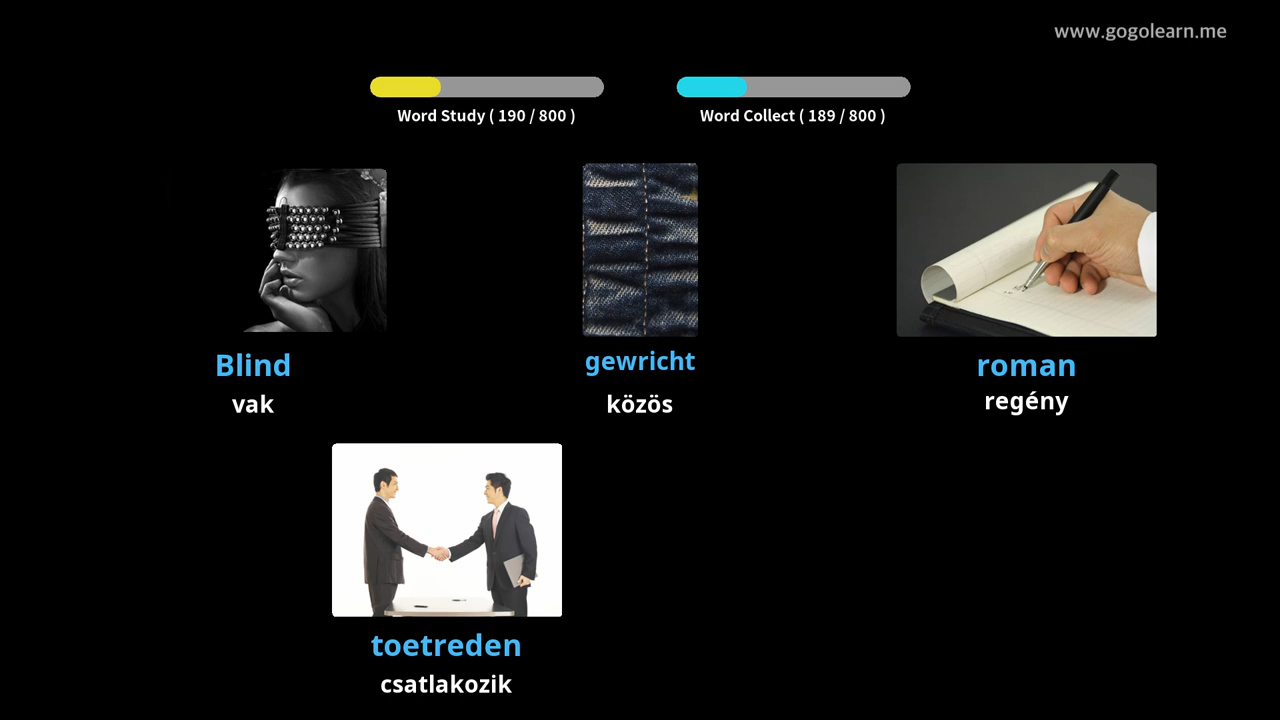 www.gogolearn.me
Word Study ( 190 / 800 )
Word Collect ( 189 / 800 )
Blind
vak
gewricht
közös
roman
regény
toetreden
csatlakozik